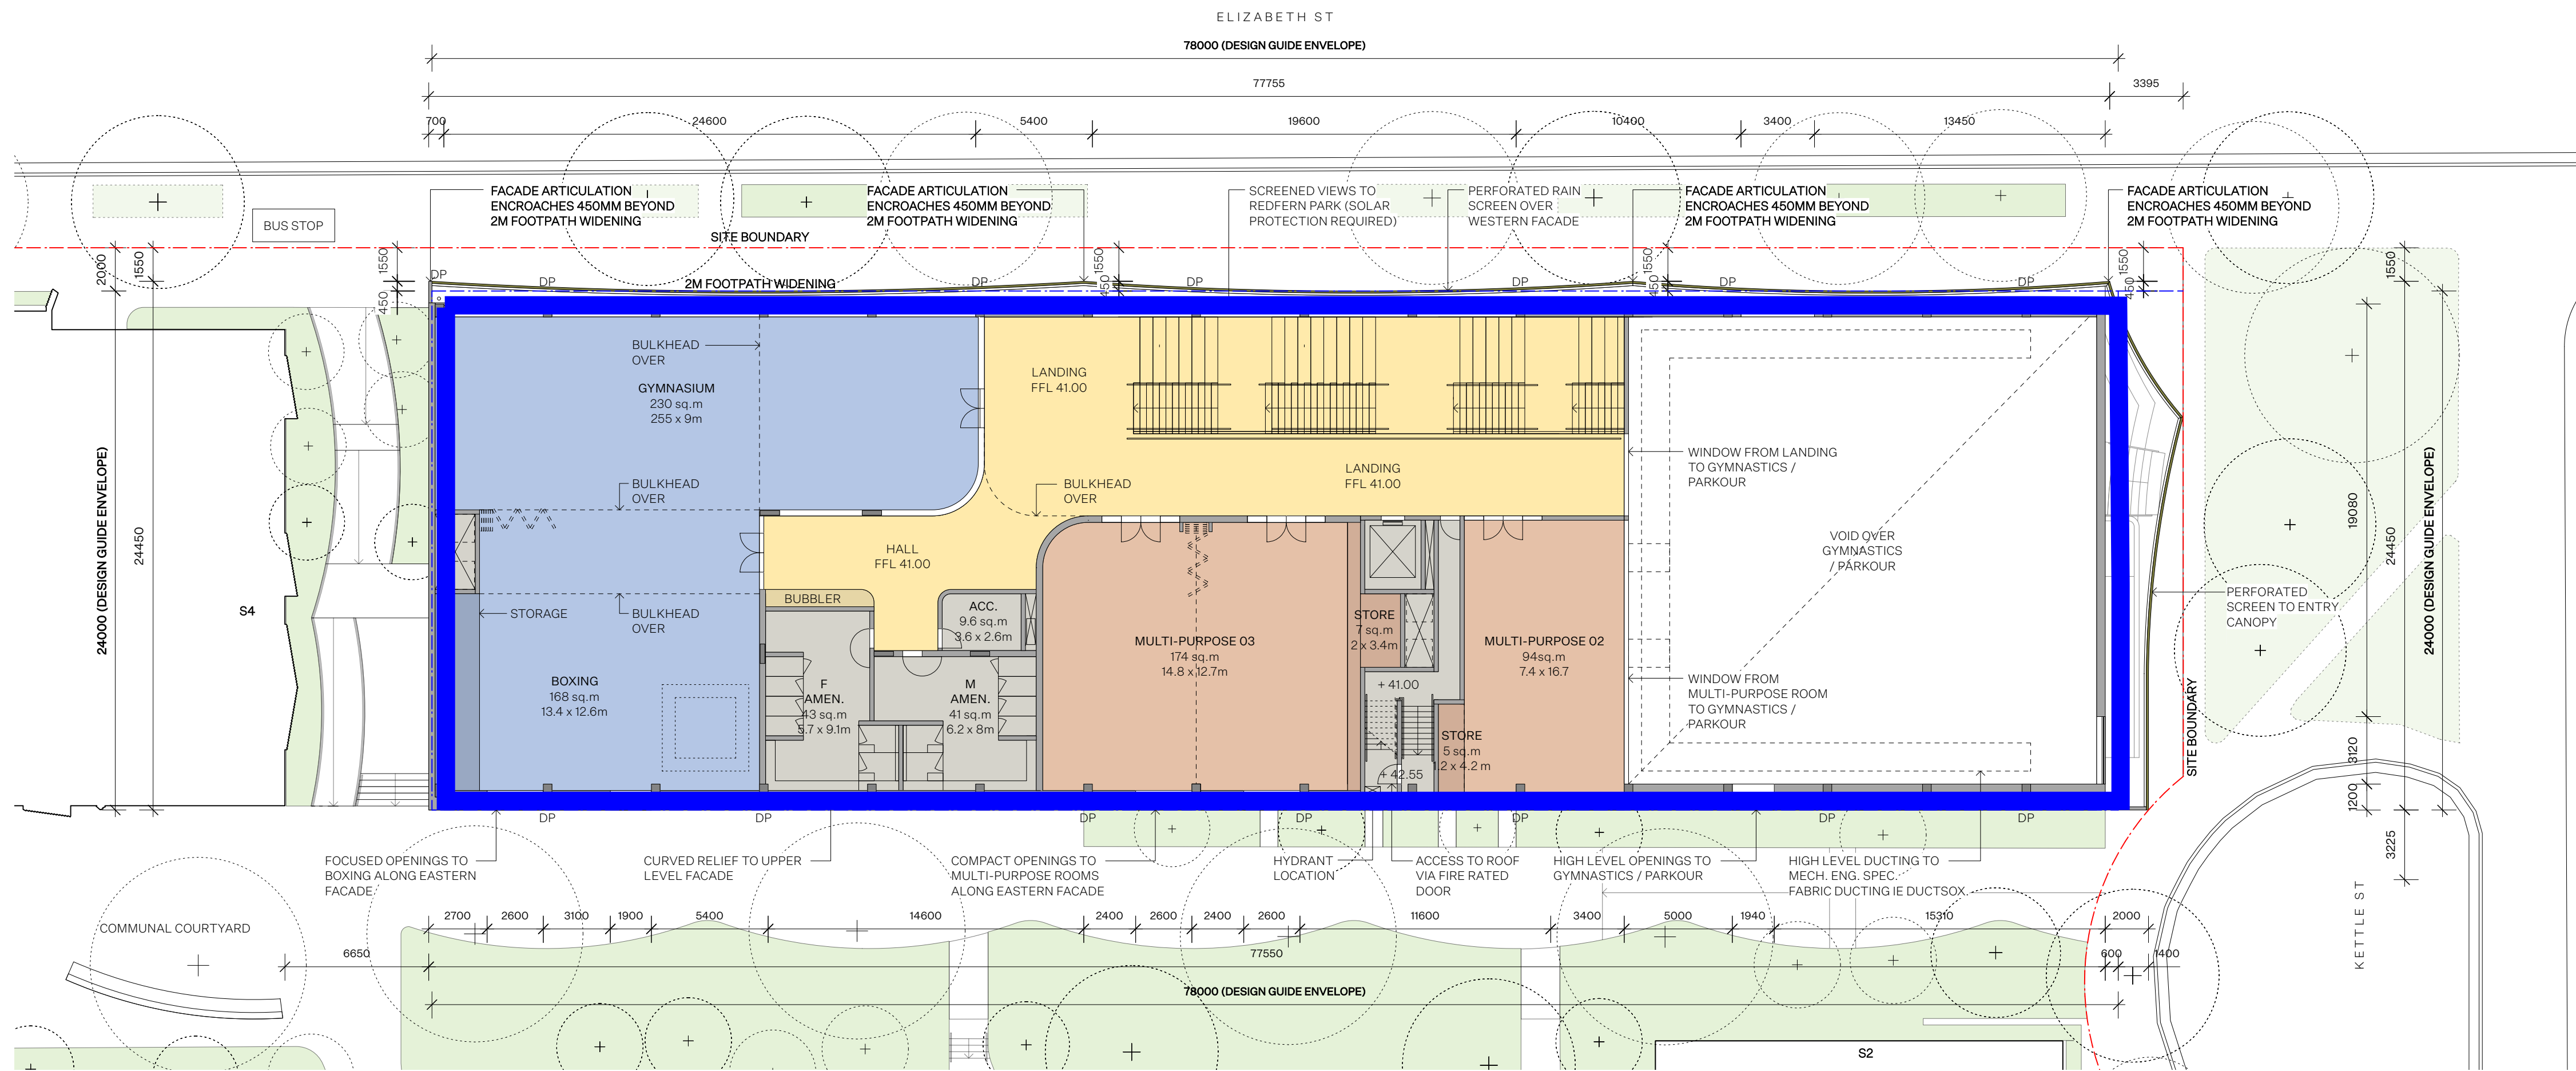 ELIZABETH ST
78000 (DESIGN GUIDE ENVELOPE)
77755
3395
700
24600
5400
19600
10400
3400
13450
FACADE ARTICULATION
ENCROACHES 450MM BEYOND
2M FOOTPATH WIDENING
FACADE ARTICULATION
ENCROACHES 450MM BEYOND
2M FOOTPATH WIDENING
SCREENED VIEWS TO
REDFERN PARK (SOLAR
PROTECTION REQUIRED)
PERFORATED RAIN
SCREEN OVER
WESTERN FACADE
FACADE ARTICULATION
ENCROACHES 450MM BEYOND
2M FOOTPATH WIDENING
FACADE ARTICULATION
ENCROACHES 450MM BEYOND
2M FOOTPATH WIDENING
BUS STOP
SITE BOUNDARY
2000
1550
1550
450
1550
450
1550
450
1550
450
1550
DP
DP
DP
DP
DP
DP
DP
2M FOOTPATH WIDENING
BULKHEAD
OVER
GYMNASIUM
230 sq.m
255 x 9m
LANDING
FFL 41.00
BULKHEAD
OVER
BULKHEAD
OVER
LANDING
FFL 41.00
WINDOW FROM LANDING
TO GYMNASTICS /
PARKOUR
VOID OVER
GYMNASTICS
/ PARKOUR
HALL
FFL 41.00
BUBBLER
STORAGE
BULKHEAD
OVER
ACC.
9.6 sq.m
3.6 x 2.6m
MULTI-PURPOSE 03
174 sq.m
14.8 x 12.7m
STORE
7 sq.m
2 x 3.4m
MULTI-PURPOSE 02
94sq.m
7.4 x 16.7
BOXING
168 sq.m
13.4 x 12.6m
F
AMEN.
43 sq.m
5.7 x 9.1m
M
AMEN.
41 sq.m
6.2 x 8m
+ 41.00
WINDOW FROM
MULTI-PURPOSE ROOM
TO GYMNASTICS /
PARKOUR
STORE
5 sq.m
1.2 x 4.2 m
+ 42.55
PERFORATED
SCREEN TO ENTRY
CANOPY
S4
24000 (DESIGN GUIDE ENVELOPE)
24450
19080
24450
24000 (DESIGN GUIDE ENVELOPE)
SITE BOUNDARY
3120
1200
3225
DP
DP
DP
DP
DP
DP
DP
FOCUSED OPENINGS TO
BOXING ALONG EASTERN
FACADE
CURVED RELIEF TO UPPER
LEVEL FACADE
COMPACT OPENINGS TO
MULTI-PURPOSE ROOMS
ALONG EASTERN FACADE
HYDRANT
LOCATION
ACCESS TO ROOF
VIA FIRE RATED
DOOR
HIGH LEVEL OPENINGS TO
GYMNASTICS / PARKOUR
HIGH LEVEL DUCTING TO
MECH. ENG. SPEC.
FABRIC DUCTING IE DUCTSOX.
COMMUNAL COURTYARD
KETTLE ST
2700
2600
3100
1900
5400
14600
2400
2600
2400
2600
11600
3400
5000
1940
15310
2000
6650
77550
600
1400
78000 (DESIGN GUIDE ENVELOPE)
S2